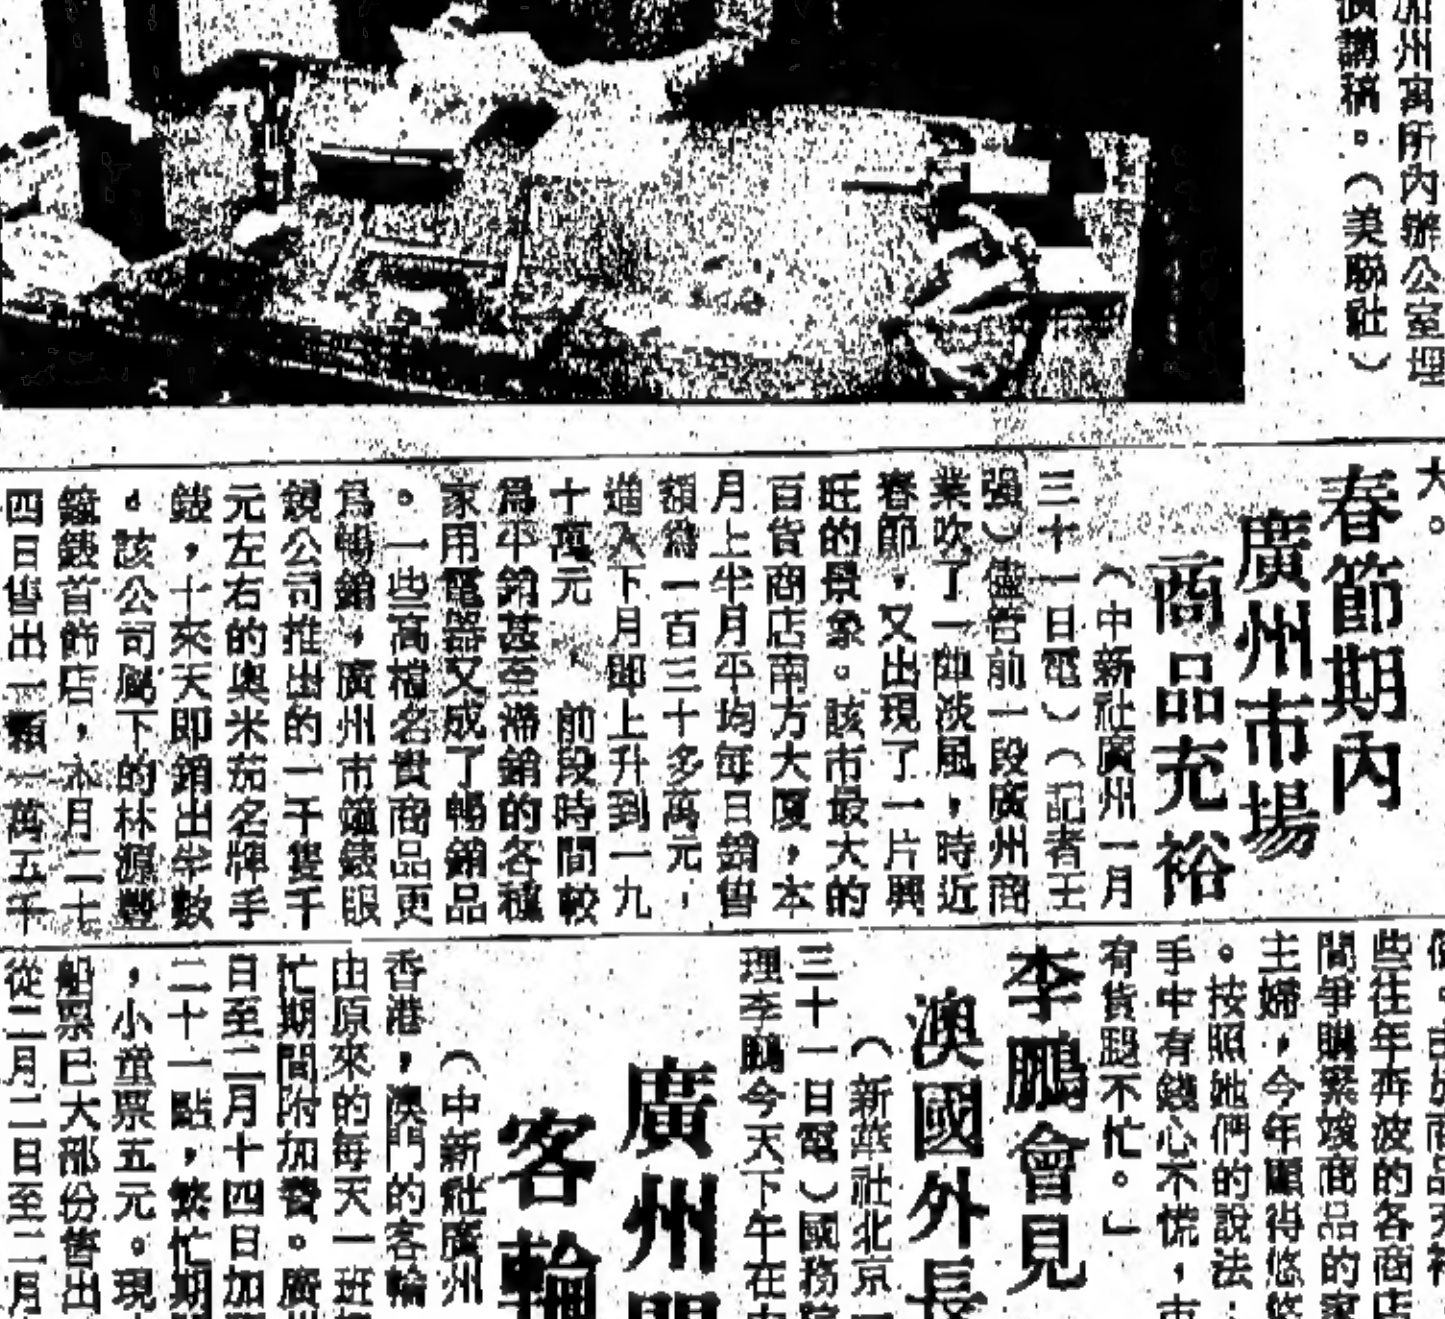 加州寓所內辦公室埋
演講稿。（美聯社）
大。
春節期內
廣州市場
商品充裕
（中新社廣州一月
三十一日電）（記者王
強）儘管前一段廣州商
業吹了一卸淡風，時近
春節，又出現了一片興
旺的景象。該市最大的
百貨商店南方大廈，本
月上半月平均每日銷售
額為一百三十多萬元，
進入下月即上升到一九
十萬元 前段時間較
為平銷甚至滯銷的各種
家用電器又成了暢銷品
。一些高檔名貴商品更
為暢銷，廣州市鐘錶眼
鏡公司推出的一千隻千
元左右的奧米茄名牌手
錶，十來天即銷出半數
。該公司屬下的林源豐
鐘錶首飾店，本月二十
四日售出一顆一萬五千
些往年奔波的各商店
間爭購緊俏商品的家
主婦，今年顯得悠悠
。按照她們的說法：
手中有錢心不慌，市
有貨腿不忙。」
李鵬會見
澳國外長
（新華社北京一
三十一日電）國務院
理李鵬今天下午在中
廣州
客輪
（中新社廣州
香港，澳門的客輪
由原來的每天一班
忙期間附加費。廣州
日至二月十四日加
二十一點，繁忙期
，小童票五元。現
船票已大部份售出
從二月二日至二月